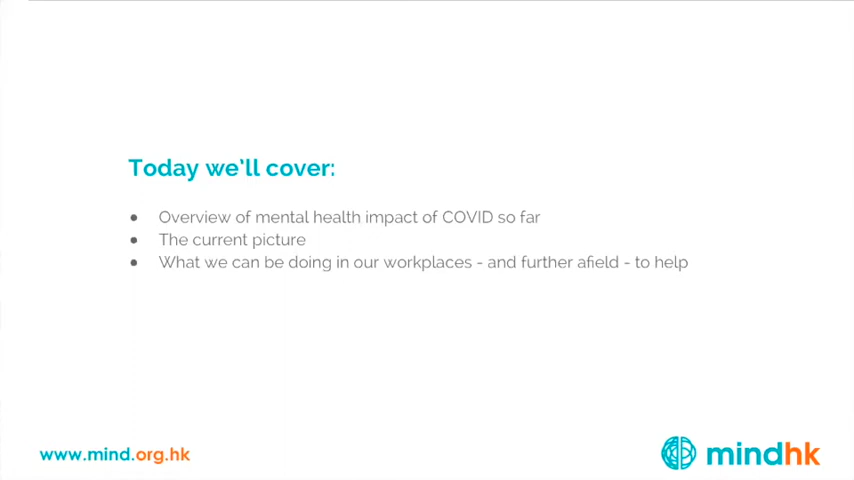 Today we'll cover:
● Overview of mental health impact of COVID so far
● The current picture
● What we can be doing in our workplaces - and further afield - to help
www.mind.org.hk
mindhk